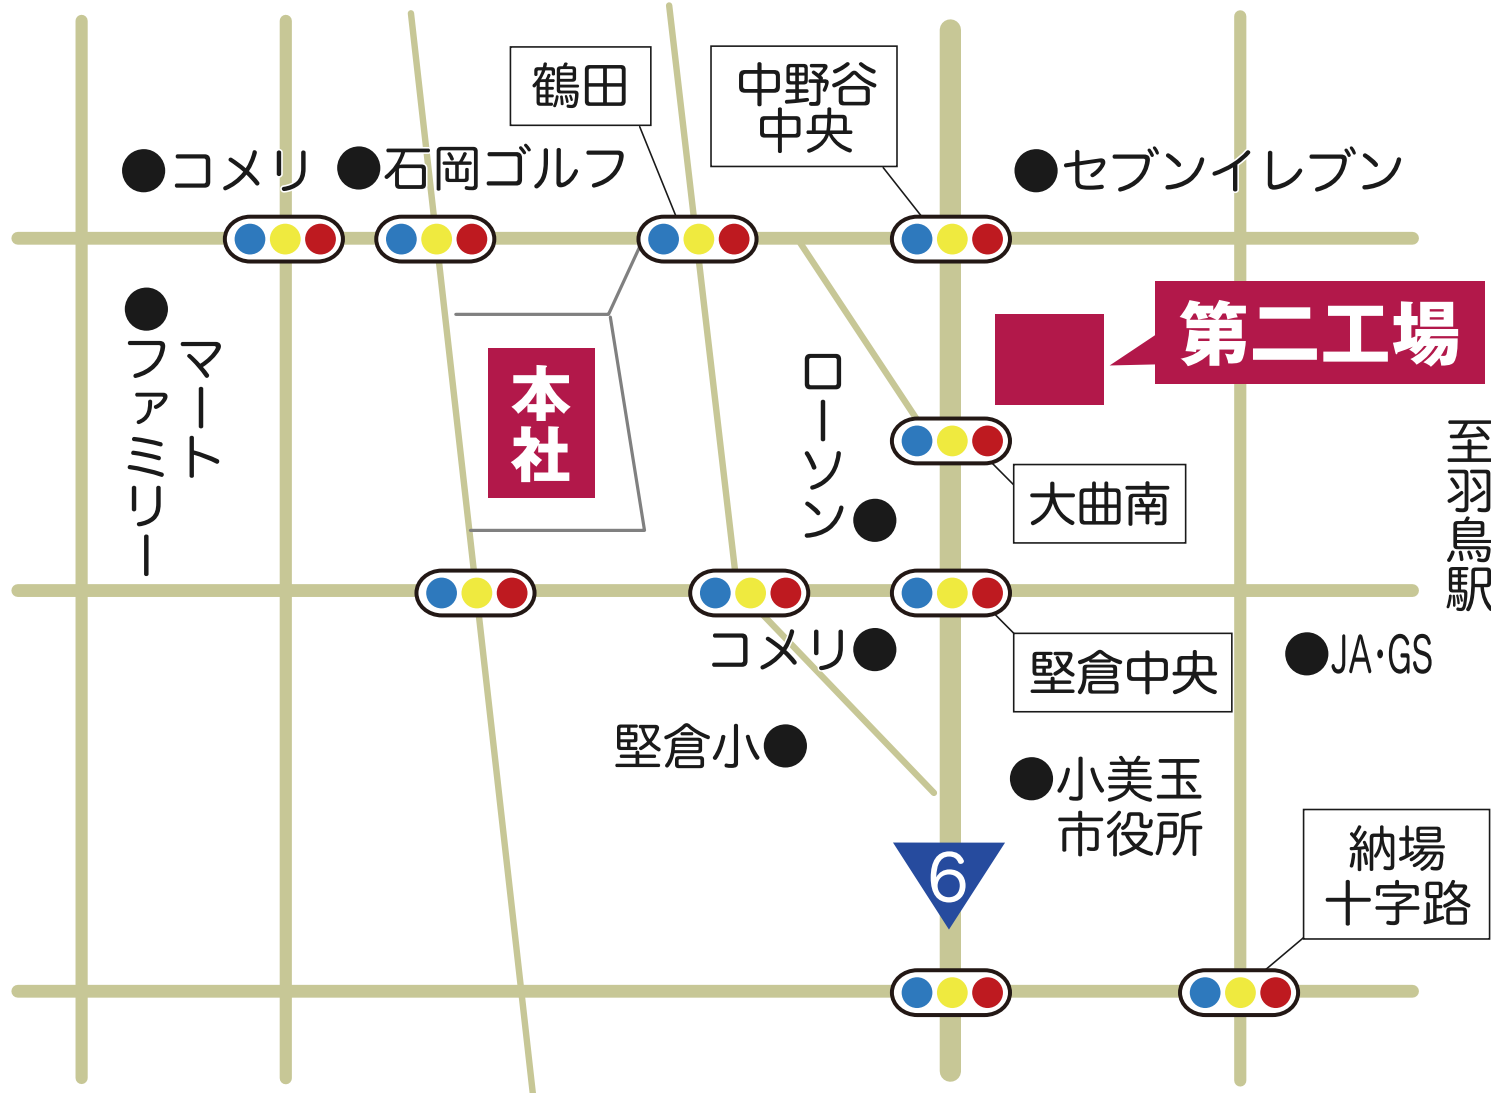 鶴田
中野谷
中央
コメリ
石岡ゴルフ
セブンイレブン
第二工場
ファミリー
マート
本社
ローソン
大曲南
至羽鳥駅
コメリ
堅倉中央
JA・GS
堅倉小
小美玉
市役所
6
納場
十字路